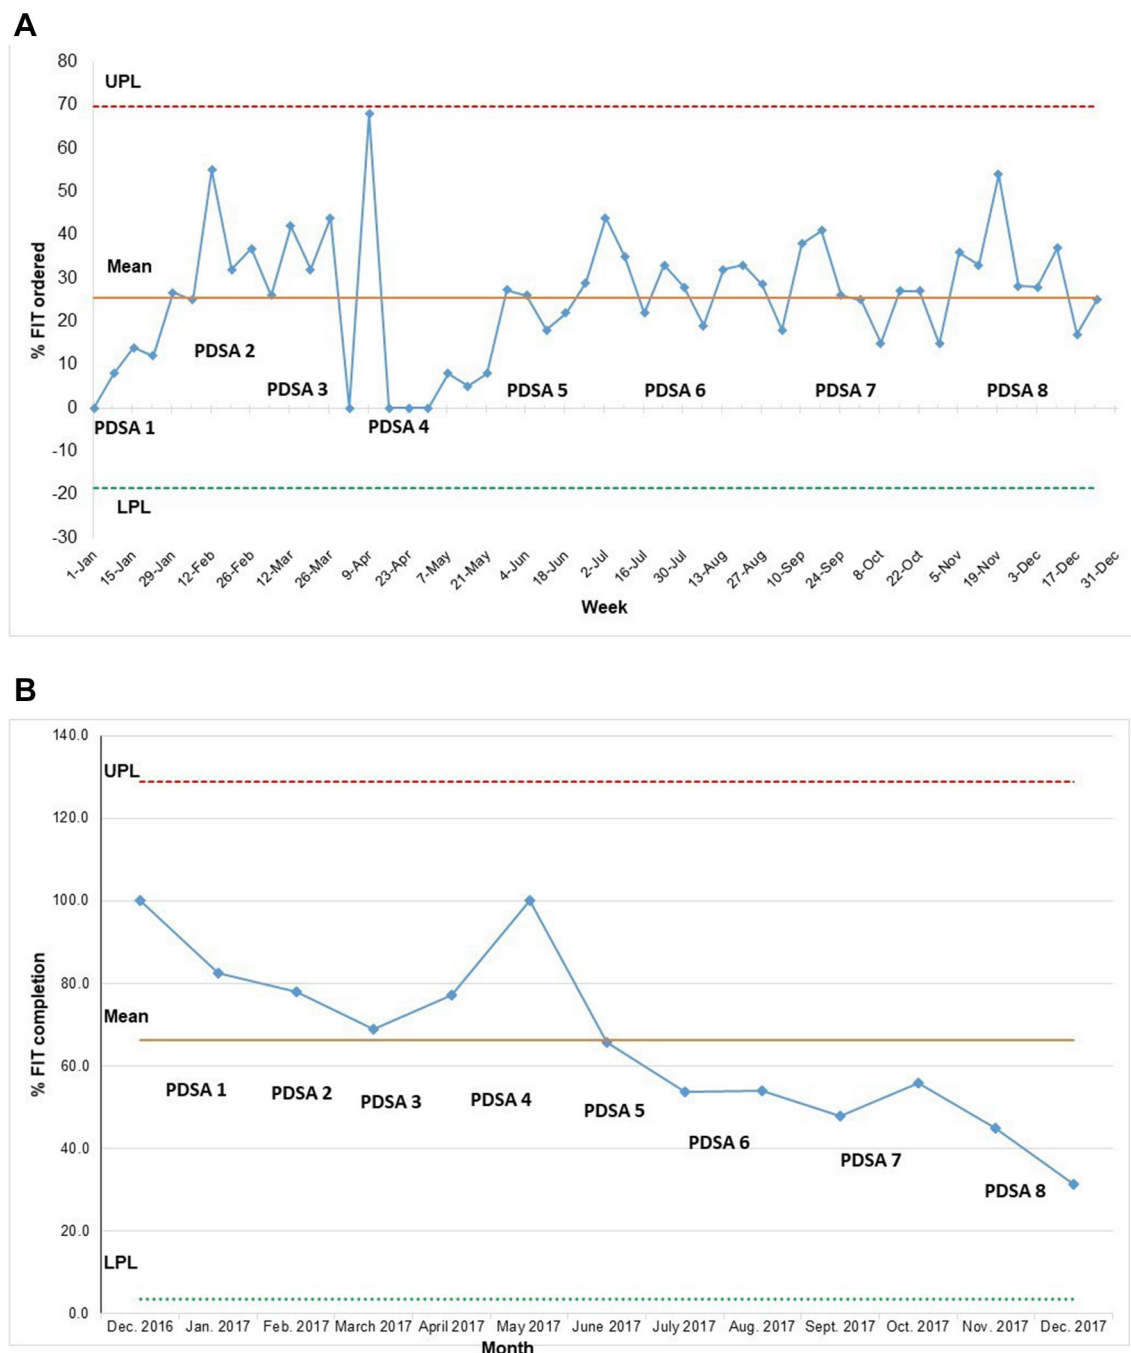 A
80
UPL
70
60
50
40
30
Mean
20
10
0
-10
-20
-30
% FIT ordered
PDSA 1
PDSA 2
PDSA 3
PDSA 4
PDSA 5
PDSA 6
PDSA 7
PDSA 8
LPL
1-Jan 15-Jan 29-Jan 12-Feb 26-Feb 12-Mar 26-Mar 9-Apr 23-Apr 7-May 21-May 4-Jun 18-Jun 2-Jul 16-Jul 30-Jul 13-Aug 27-Aug 10-Sep 24-Sep 8-Oct 22-Oct 5-Nov 19-Nov 3-Dec 17-Dec 31-Dec
Week
B
140.0
UPL
120.0
100.0
80.0
Mean
60.0
40.0
20.0
LPL
0.0
% FIT completion
PDSA 1
PDSA 2
PDSA 3
PDSA 4
PDSA 5
PDSA 6
PDSA 7
PDSA 8
Dec. 2016 Jan. 2017 Feb. 2017 March 2017 April 2017 May 2017 June 2017 July 2017 Aug. 2017 Sept. 2017 Oct. 2017 Nov. 2017 Dec. 2017
Month